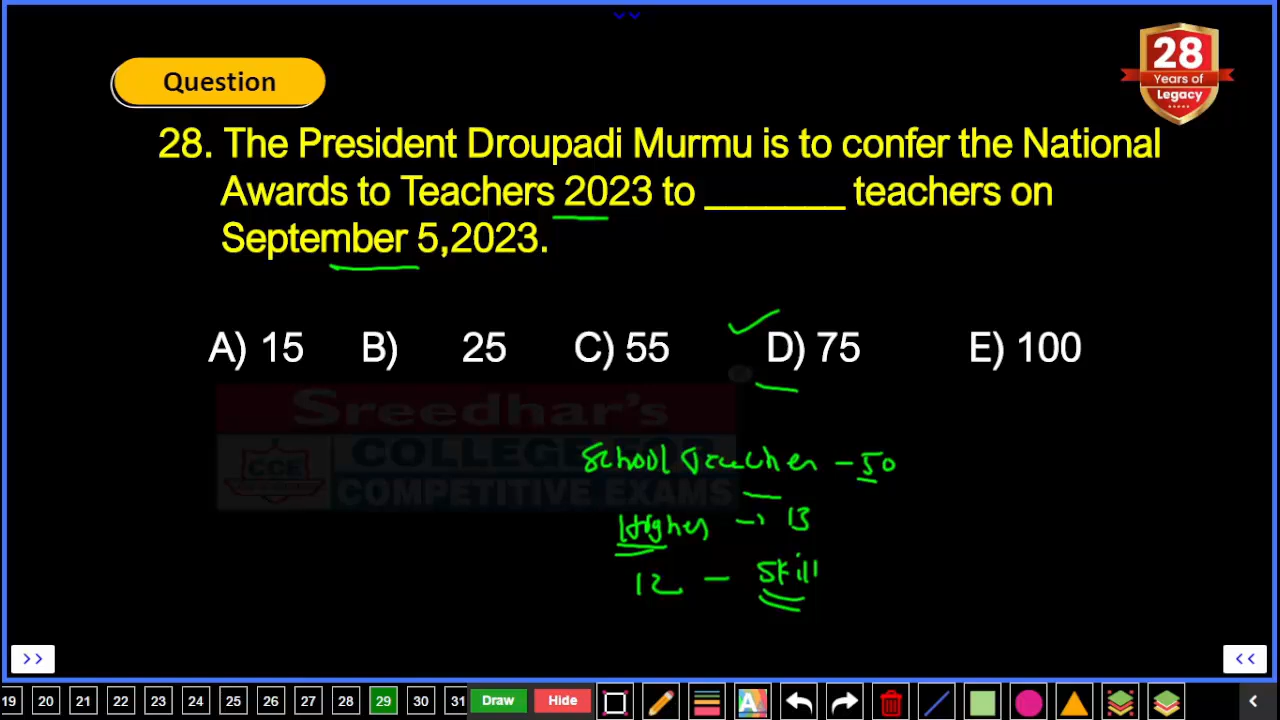 28
Years of
Legacy
Question
28. The President Droupadi Murmu is to confer the National
Awards to Teachers 2023 to _______ teachers on
September 5,2023.
A) 15 B) 25 C) 55 D) 75 E) 100
Sreedhar's
CCE
COLLEGE FOR
COMPETITIVE EXAMS
School Teacher - 50
Higher -> 13
12 - Skill
>>
<<
19 20 21 22 23 24 25 26 27 28 29 30 31 Draw Hide A <